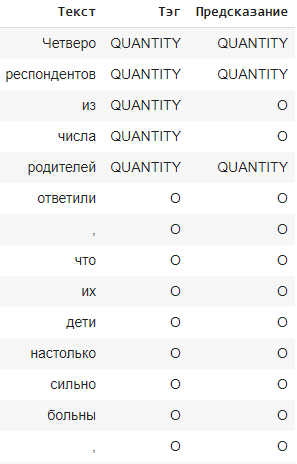 Текст Тэг Предсказание
Четверо QUANTITY QUANTITY
респондентов QUANTITY QUANTITY
из QUANTITY O
числа QUANTITY O
родителей QUANTITY QUANTITY
ответили O O
, O O
что O O
их O O
дети O O
настолько O O
сильно O O
больны O O
, O O